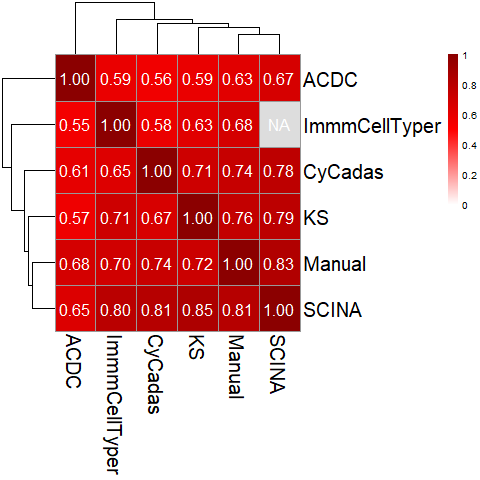 1.00 0.59 0.56 0.59 0.63 0.67 ACDC
0.55 1.00 0.58 0.63 0.68 NA ImmmCellTyper
0.61 0.65 1.00 0.71 0.74 0.78 CyCadas
0.57 0.71 0.67 1.00 0.76 0.79 KS
0.68 0.70 0.74 0.72 1.00 0.83 Manual
0.65 0.80 0.81 0.85 0.81 1.00 SCINA
ACDC
ImmmCellTyper
CyCadas
KS
Manual
SCINA
1
0.8
0.6
0.4
0.2
0